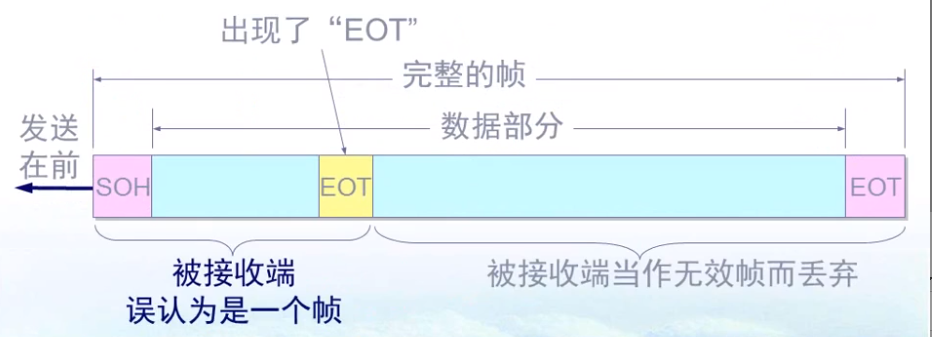 出现了“EOT”
完整的帧
数据部分
发送
在前
SOH
EOT
EOT
被接收端
误认为是一个帧
被接收端当作无效帧而丢弃